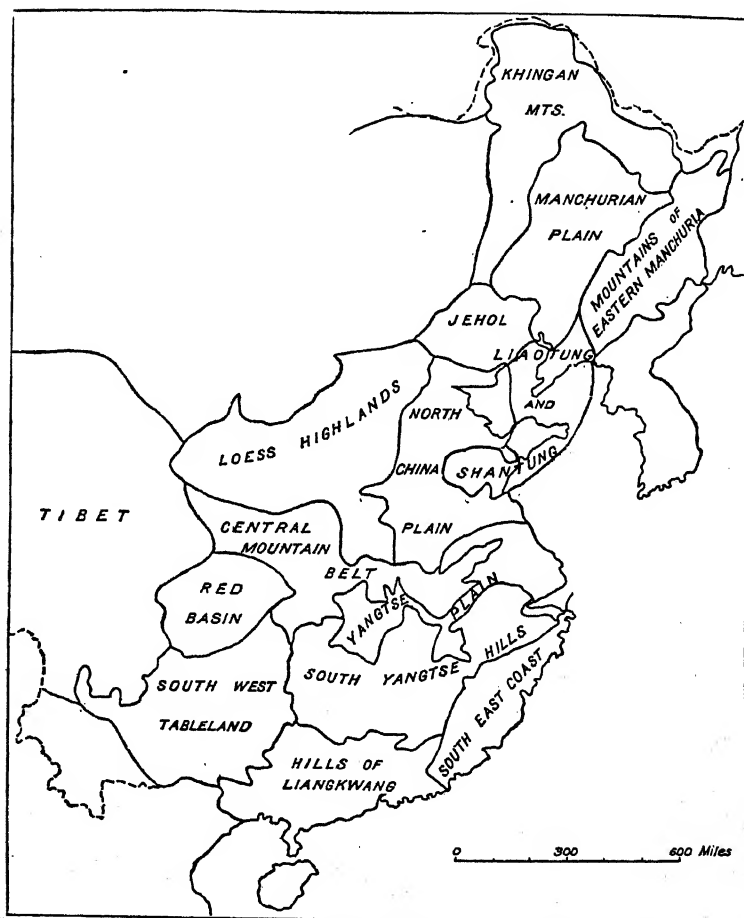 KHINGAN
MTS.
MANCHURIAN
PLAIN
MOUNTAINS OF
EASTERN MANCHURIA
JEHOL
LIAOTUNG
AND
SHANTUNG
LOESS HIGHLANDS
NORTH
CHINA
PLAIN
TIBET
CENTRAL
MOUNTAIN
BELT
RED
BASIN
YANGTSE
PLAIN
SOUTH YANGTSE
HILLS
SOUTH WEST
TABLELAND
SOUTH EAST COAST
HILLS OF
LIANGKWANG
0 300 600 Miles